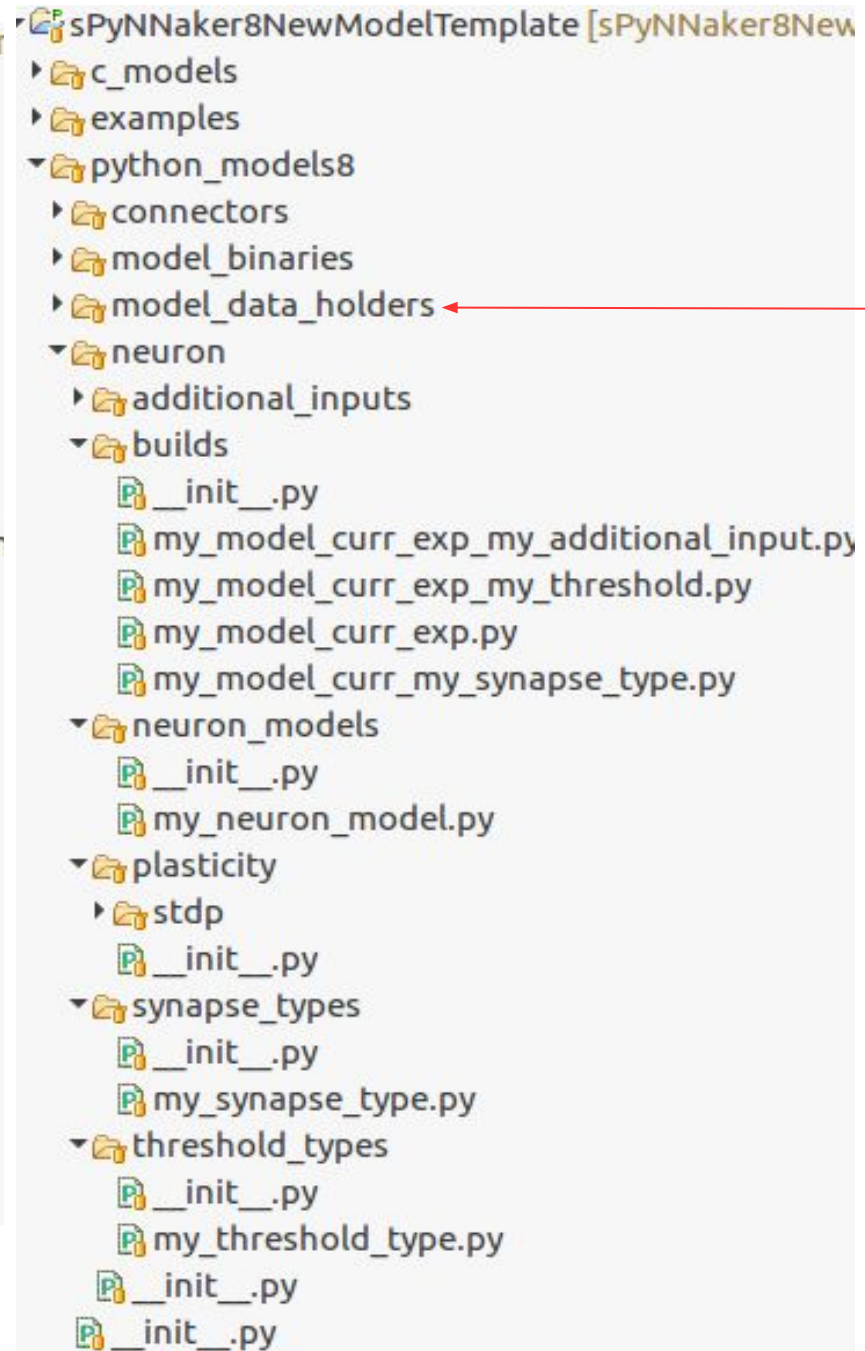 sPyNNaker8NewModelTemplate [sPyNNaker8New
c_models
examples
python_models8
connectors
model_binaries
model_data_holders
neuron
additional_inputs
builds
__init__.py
my_model_curr_exp_my_additional_input.py
my_model_curr_exp_my_threshold.py
my_model_curr_exp.py
my_model_curr_my_synapse_type.py
neuron_models
__init__.py
my_neuron_model.py
plasticity
stdp
__init__.py
synapse_types
__init__.py
my_synapse_type.py
threshold_types
__init__.py
my_threshold_type.py
__init__.py
__init__.py